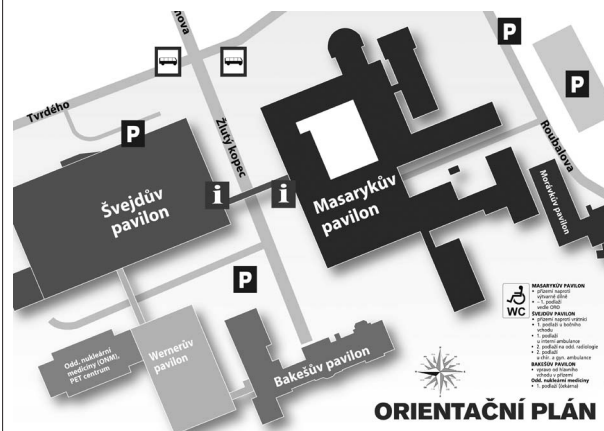 nova
P
P
Tvrdého
P
Žlutý kopec
Roubalova
Švejdův
pavilon
i
i
Masarykův
pavilon
Morávkův pavilon
P
WC
MASARYKŮV PAVILON
• přízemí naproti
výtvarné dílně
• – 1. podlaží
vedle ORO
ŠVEJDŮV PAVILON
• přízemí naproti vrátnici
• 1. podlaží u bočního
vchodu
• 1. podlaží
u interní ambulance
• 2. podlaží na odd. radiologie
• 2. podlaží
u chir. a gyn. ambulance
BAKEŠŮV PAVILON
• vpravo od hlavního
vchodu v přízemí
Odd. nukleární medicíny
• 1. podlaží (čekárna)
Odd. nukleární
medicíny (ONM),
PET centrum
Wernerův
pavilon
Bakešův pavilon
ORIENTAČNÍ PLÁN